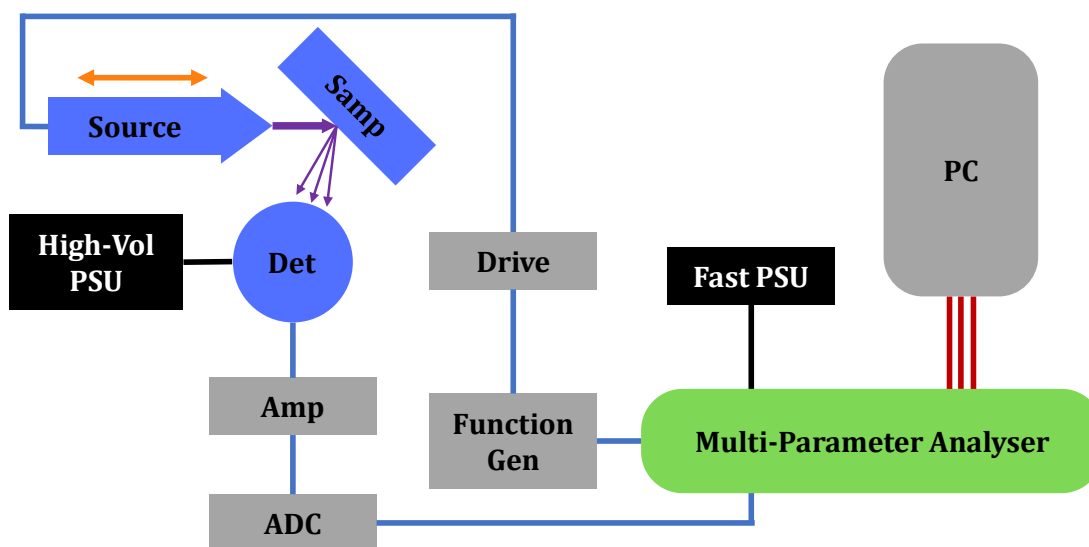 Source
Samp
PC
High-Vol
PSU
Det
Drive
Fast PSU
Amp
Function
Gen
Multi-Parameter Analyser
ADC